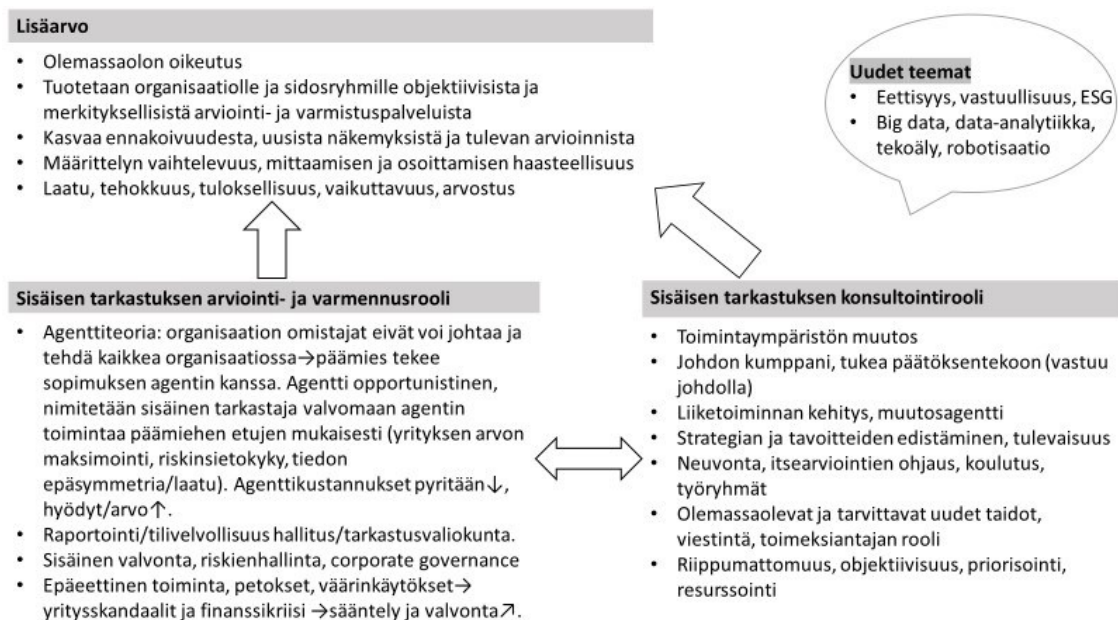 Lisäarvo
• Olemassaolon oikeutus
• Tuotetaan organisaatiolle ja sidosryhmille objektiivisista ja
merkityksellisistä arviointi- ja varmistuspalveluista
• Kasvaa ennakoivuudesta, uusista näkemyksistä ja tulevan arvioinnista
• Määrittelyn vaihtelevuus, mittaamisen ja osoittamisen haasteellisuus
• Laatu, tehokkuus, tuloksellisuus, vaikuttavuus, arvostus
Uudet teemat
• Eettisyys, vastuullisuus, ESG
• Big data, data-analytiikka,
tekoäly, robotisaatio
Sisäisen tarkastuksen arviointi- ja varmennusrooli
• Agenttiteoria: organisaation omistajat eivät voi johtaa ja
tehdä kaikkea organisaatiossa→päämies tekee
sopimuksen agentin kanssa. Agentti opportunistinen,
nimitetään sisäinen tarkastaja valvomaan agentin
toimintaa päämiehen etujen mukaisesti (yrityksen arvon
maksimointi, riskinsietokyky, tiedon
epäsymmetria/laatu). Agenttikustannukset pyritään↓,
hyödyt/arvo↑.
• Raportointi/tilivelvollisuus hallitus/tarkastusvaliokunta.
• Sisäinen valvonta, riskienhallinta, corporate governance
• Epäeettinen toiminta, petokset, väärinkäytökset→
yritysskandaalit ja finanssikriisi →sääntely ja valvonta↗.
Sisäisen tarkastuksen konsultointirooli
• Toimintaympäristön muutos
• Johdon kumppani, tukea päätöksentekoon (vastuu
johdolla)
• Liiketoiminnan kehitys, muutosagentti
• Strategian ja tavoitteiden edistäminen, tulevaisuus
• Neuvonta, itsearviointien ohjaus, koulutus,
työryhmät
• Olemassaolevat ja tarvittavat uudet taidot,
viestintä, toimeksiantajan rooli
• Riippumattomuus, objektiivisuus, priorisointi,
resurssointi